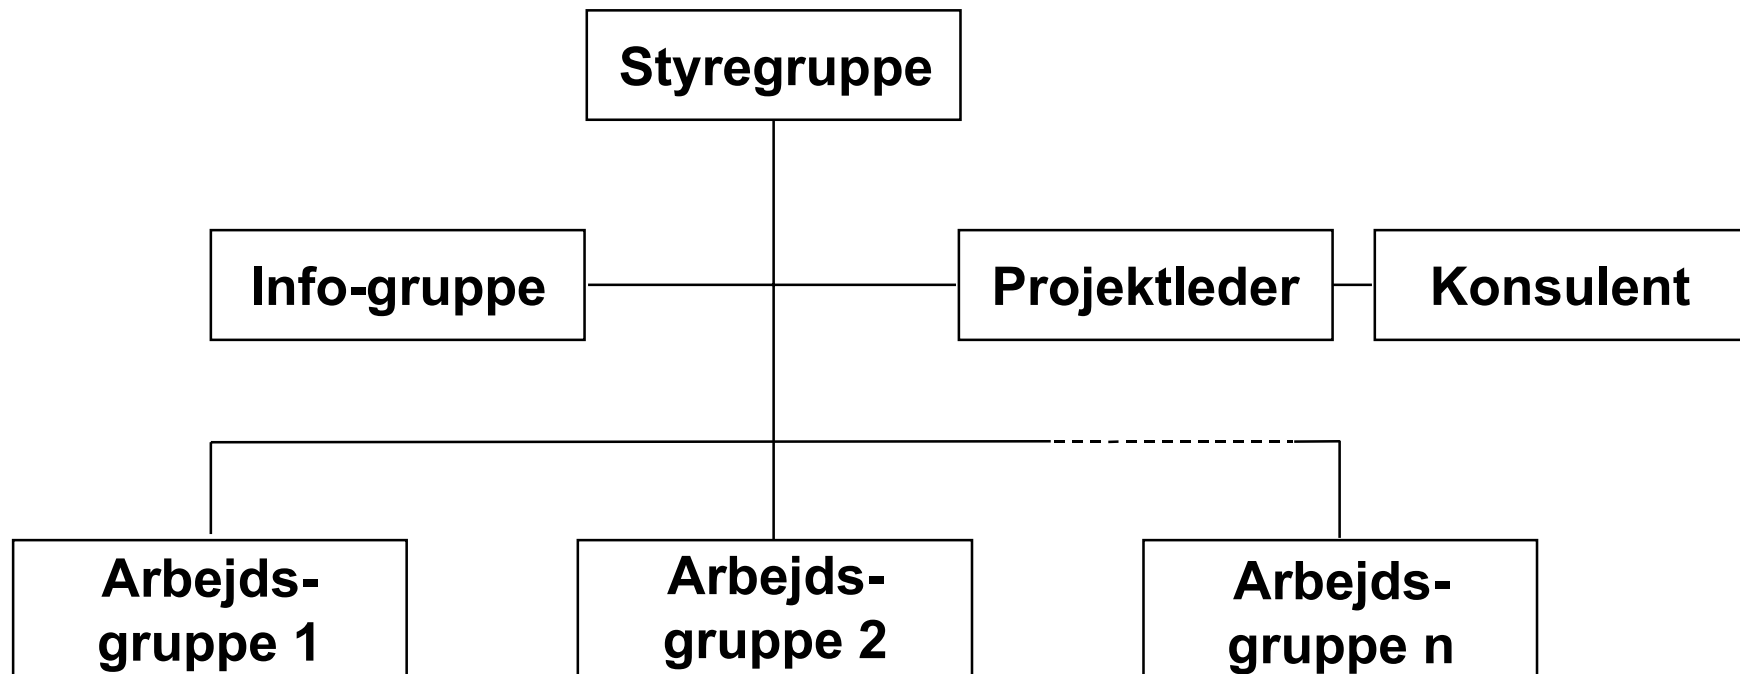 Styregruppe
Info-gruppe
Projektleder
Konsulent
Arbejds-
gruppe 1
Arbejds-
gruppe 2
Arbejds-
gruppe n